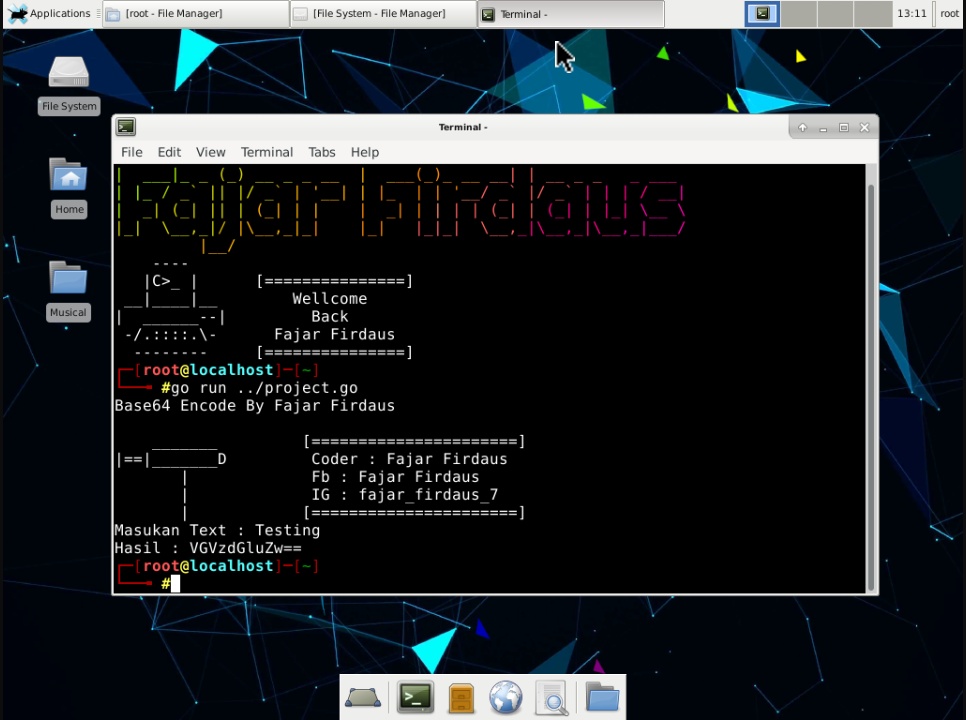 Applications
[root - File Manager]
[File System - File Manager]
Terminal -
13:11
root
File System
Home
Musical
Terminal -
File Edit View Terminal Tabs Help
Fajar Firdaus
----
|C>_ | [===============]
__|____|__ Wellcome
| ______--| Back
-/.::::.\- Fajar Firdaus
-------- [===============]
[root@localhost]-[~]
#go run ../project.go
Base64 Encode By Fajar Firdaus
_______ [======================]
|==|_______D Coder : Fajar Firdaus
| Fb : Fajar Firdaus
| IG : fajar_firdaus_7
| [======================]
Masukan Text : Testing
Hasil : VGVzdGluZw==
[root@localhost]-[~]
#